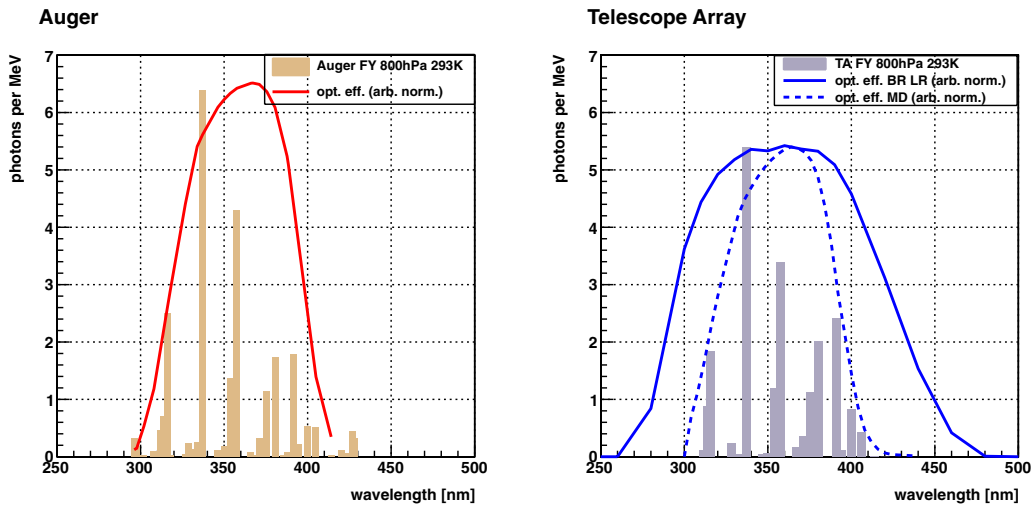 Auger
photons per MeV
7
6
5
4
3
2
1
0
Auger FY 800hPa 293K
opt. eff. (arb. norm.)
250 300 350 400 450 500
wavelength [nm]
Telescope Array
photons per MeV
7
6
5
4
3
2
1
0
TA FY 800hPa 293K
opt. eff. BR LR (arb. norm.)
opt. eff. MD (arb. norm.)
250 300 350 400 450 500
wavelength [nm]